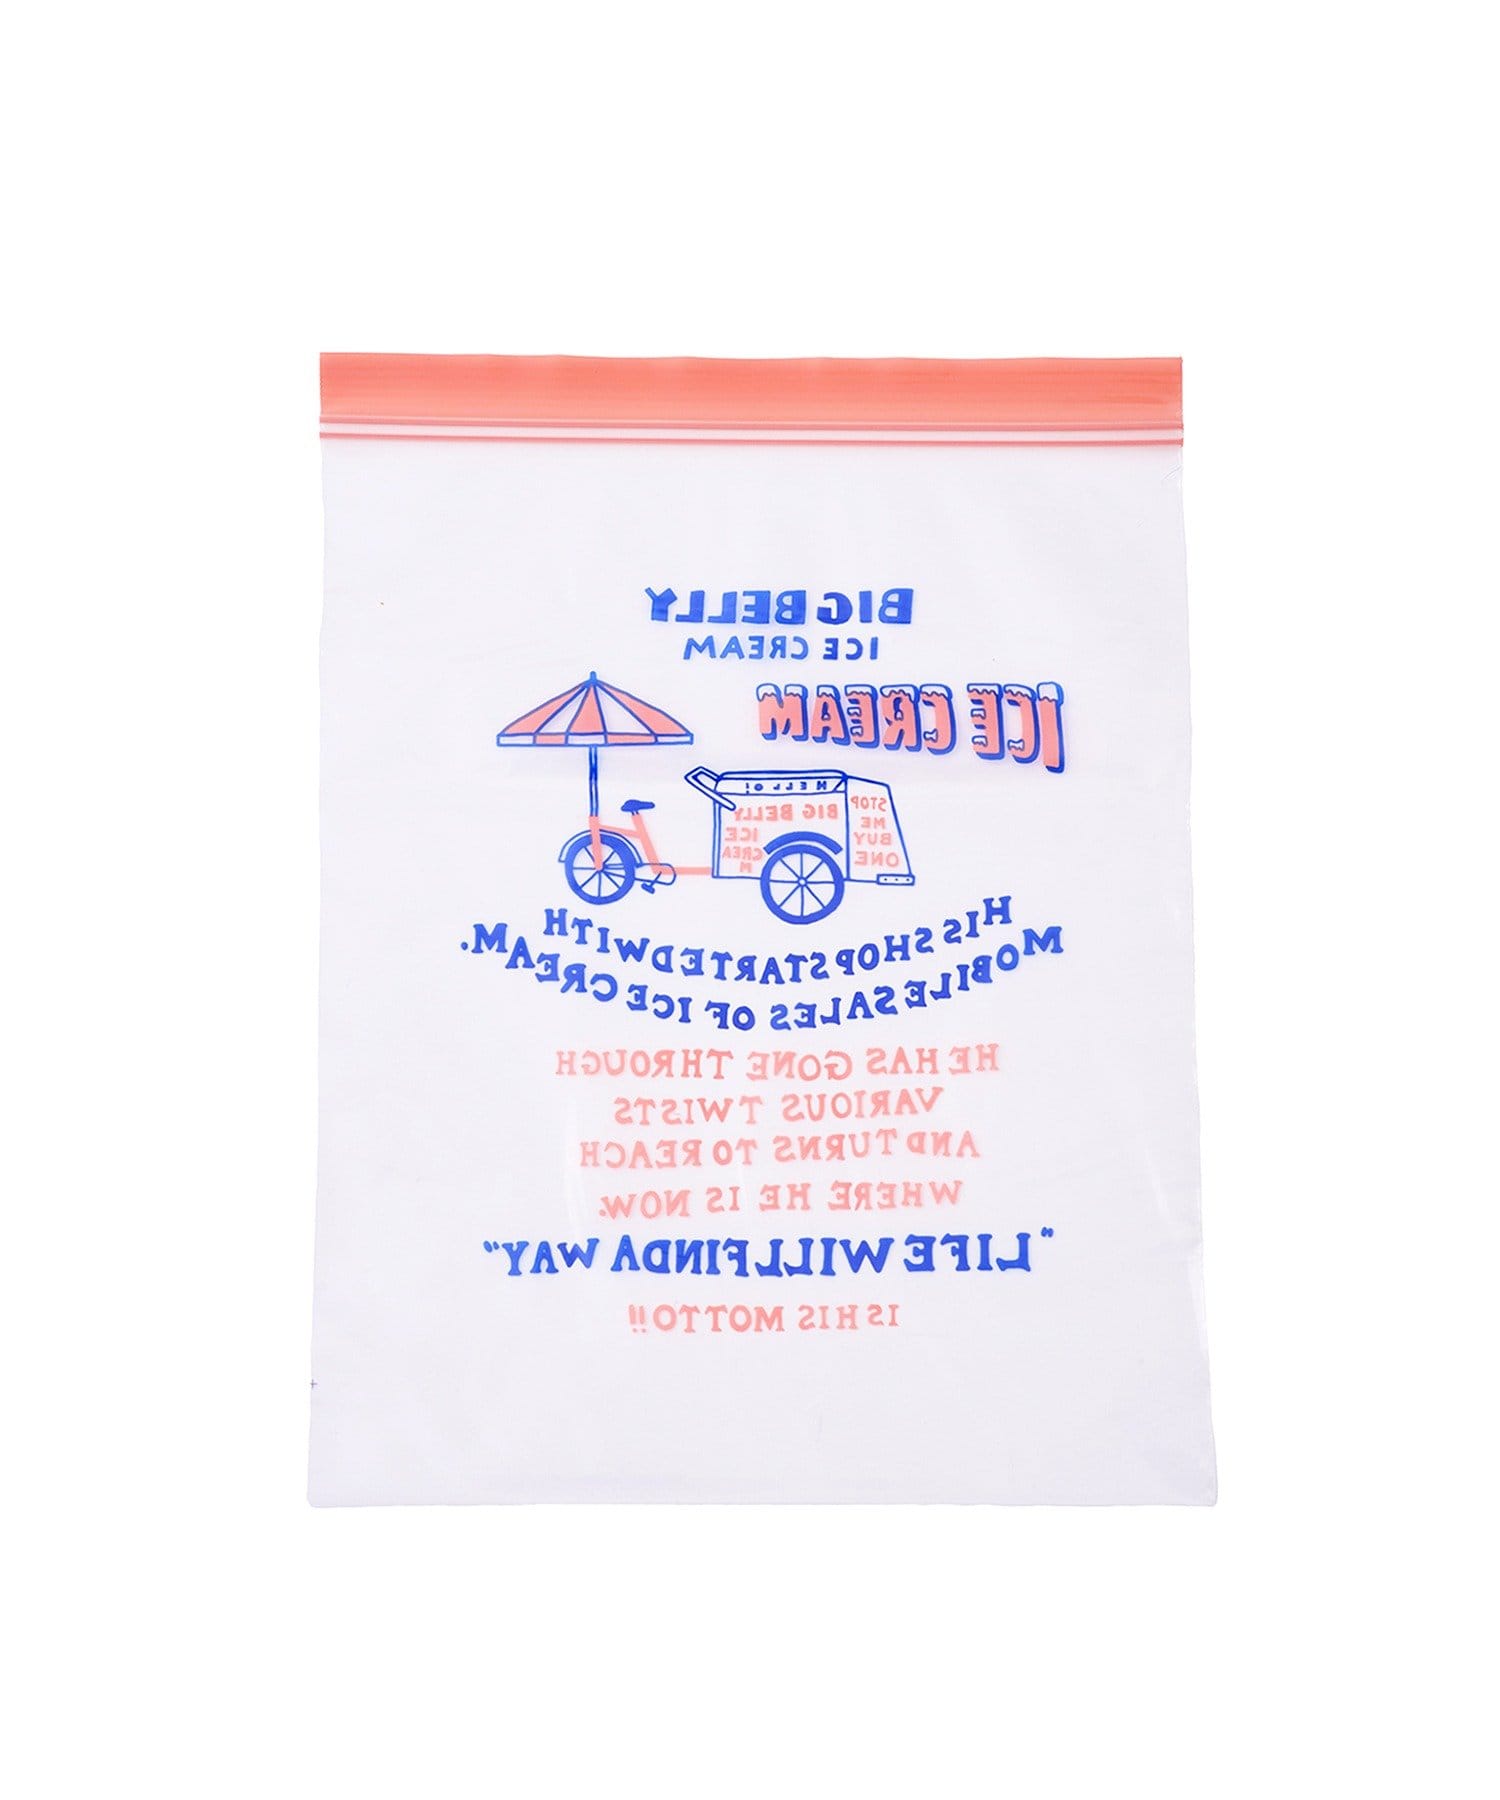 BIG BELLY
ICE CREAM
ICE CREAM
HELLO!
BIG BELLY
ICE
CREA
M
STOP
ME
BUY
ONE
HIS SHOP STARTED WITH
MOBILE SALES OF ICE CREAM.
HE HAS GONE THROUGH
VARIOUS TWISTS
AND TURNS TO REACH
WHERE HE IS NOW.
"LIFE WILL FIND A WAY"
IS HIS MOTTO!!